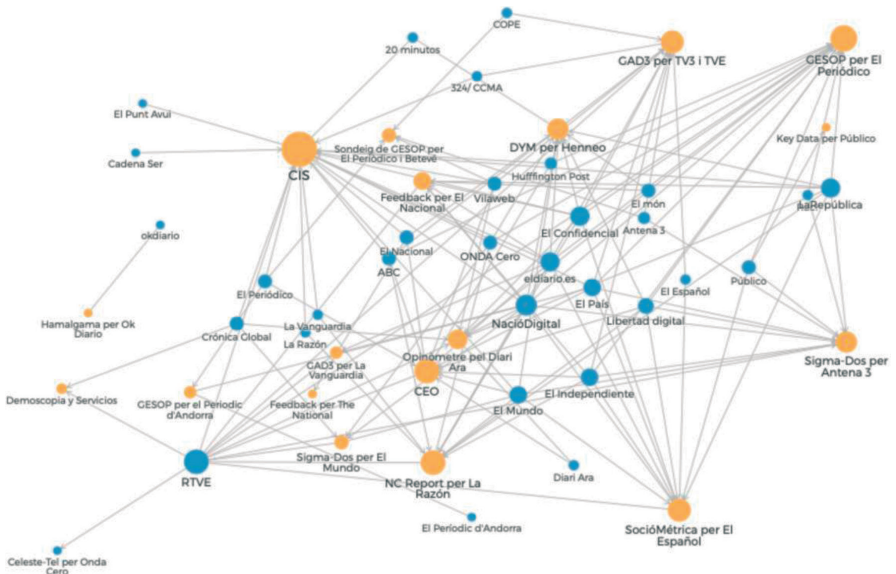 COPE
20 minutos
GAD3 per TV3 i TVE
GESOP per El
Periódico
324/ CCMA
El Punt Avui
Key Data per Público
Sondeig de GESOP per
El Periódico i Betevé
DYM per Henneo
Cadena Ser
CIS
Huffington Post
Feedback per El
Nacional
Vilaweb
El món
LaRepública
Antena 3
okdiario
El Confidencial
El Nacional
ONDA Cero
ABC
eldiario.es
El Español
Público
El Periódico
El País
La Vanguardia
NacióDigital
Libertad digital
Hamalgama per Ok
Diario
Crónica Global
La Razón
Opinòmetre pel Diari
Ara
Sigma-Dos per
Antena 3
GAD3 per La
Vanguardia
CEO
El Independiente
Demoscopia y Servicios
GESOP per el Periodic
d'Andorra
Feedback per The
National
El Mundo
Sigma-Dos per El
Mundo
RTVE
NC Report per La
Razón
Diari Ara
El Períodic d'Andorra
SocióMétrica per El
Español
Celeste-Tel per Onda
Cero